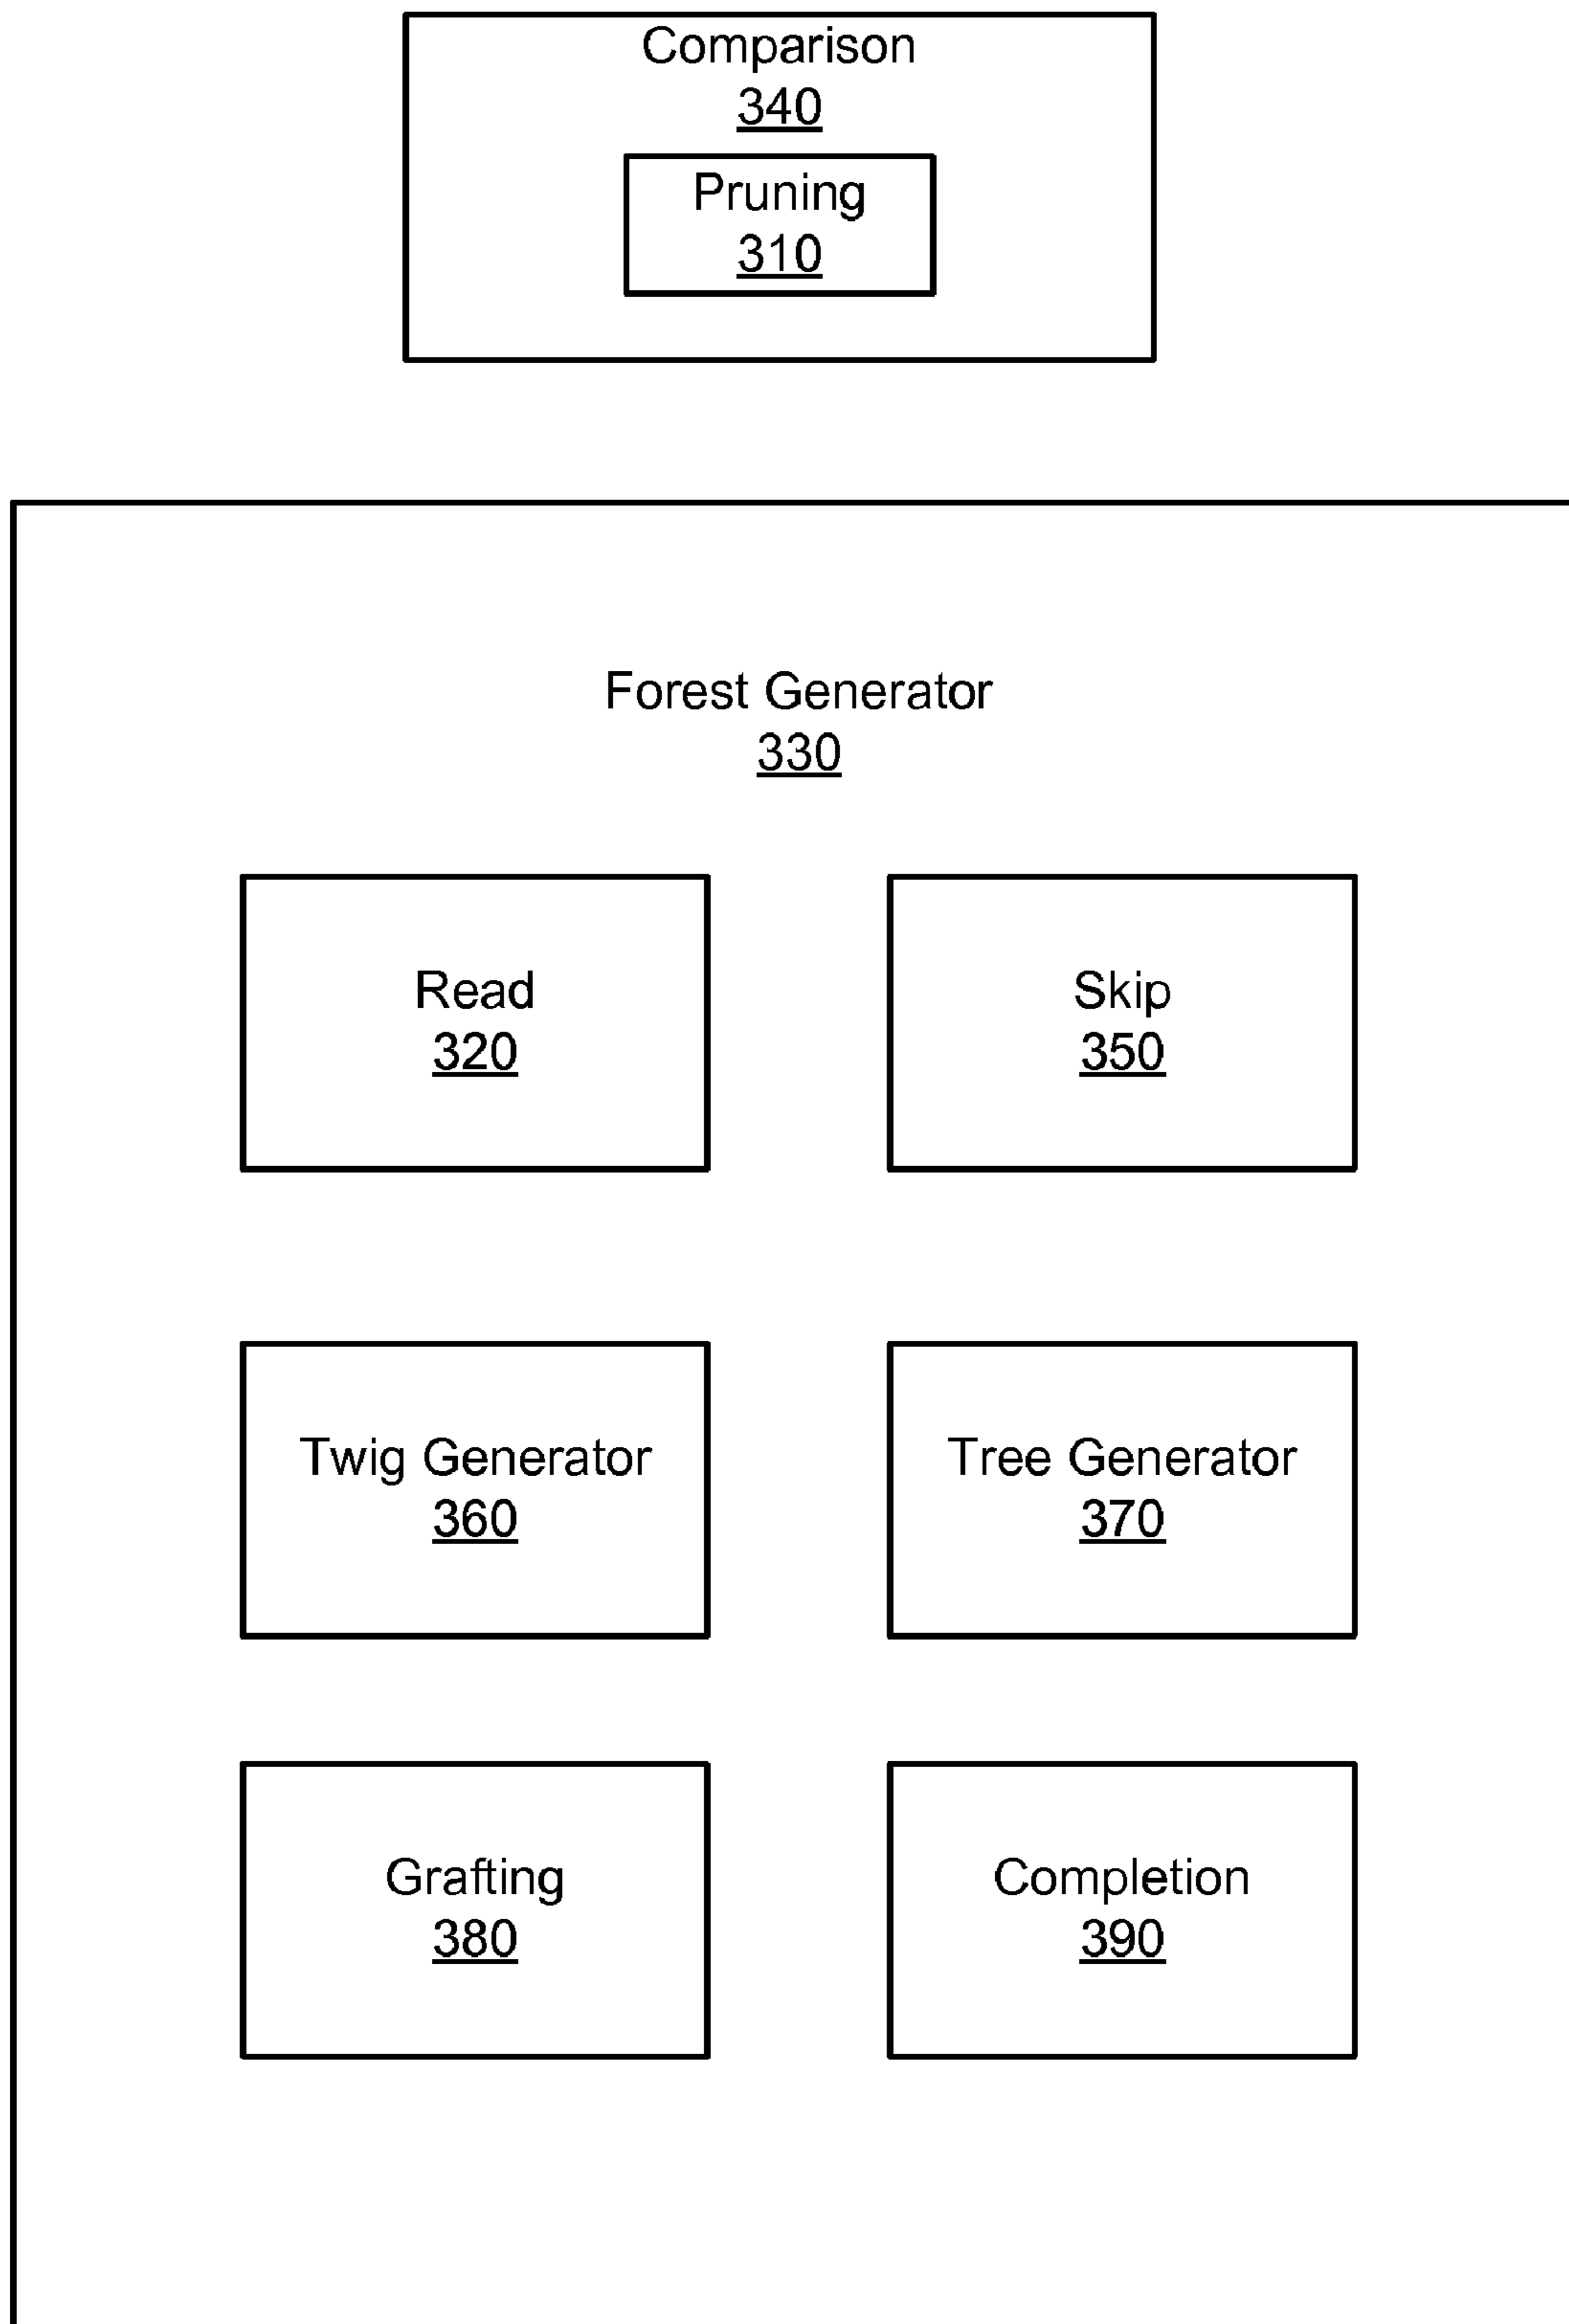 Comparison
340
Pruning
310
Forest Generator
330
Read
320
Skip
350
Twig Generator
360
Tree Generator
370
Grafting
380
Completion
390